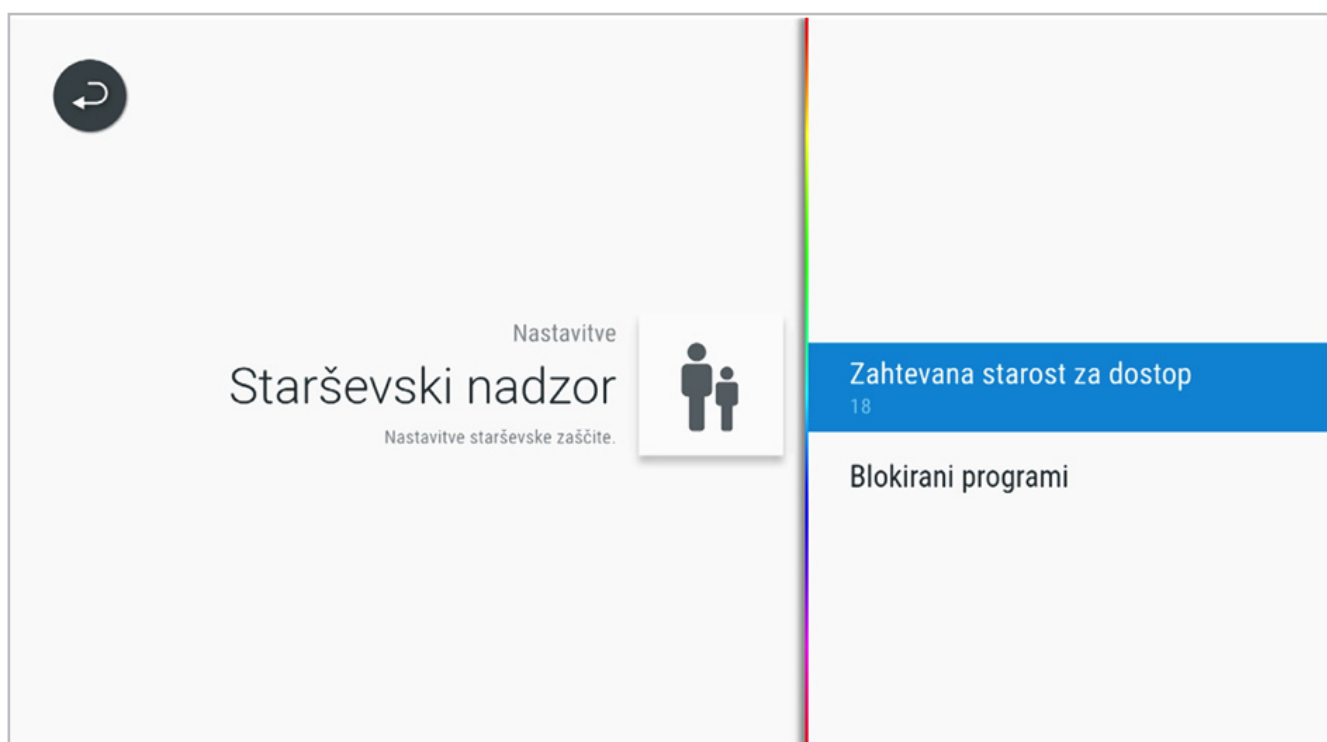 Nastavitve
Starševski nadzor
Nastavitve starševske zaščite.
Zahtevana starost za dostop
18
Blokirani programi